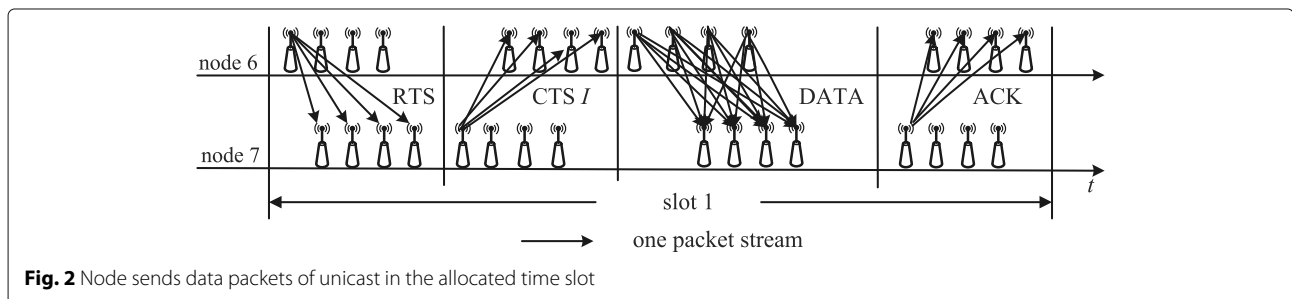 node 6
RTS
CTS I
DATA
ACK
node 7
t
slot 1
one packet stream
Fig. 2 Node sends data packets of unicast in the allocated time slot